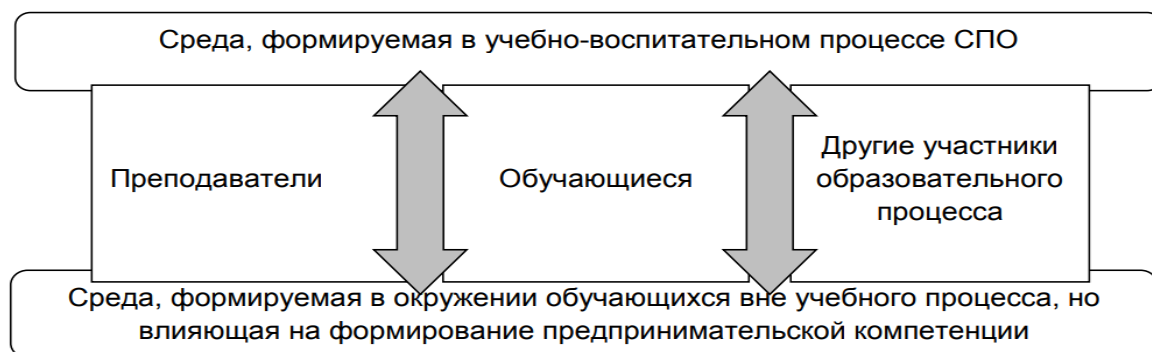 Среда, формируемая в учебно-воспитательном процессе СПО
Преподаватели
Обучающиеся
Другие участники
образовательного
процесса
Среда, формируемая в окружении обучающихся вне учебного процесса, но
влияющая на формирование предпринимательской компетенции